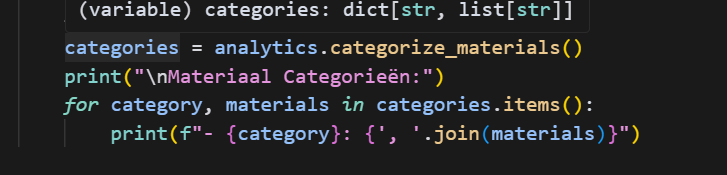 (variable) categories: dict[str, list[str]]
categories = analytics.categorize_materials()
print("\nMateriaal Categorieën:")
for category, materials in categories.items():
    print(f"- {category}: {', '.join(materials)}")